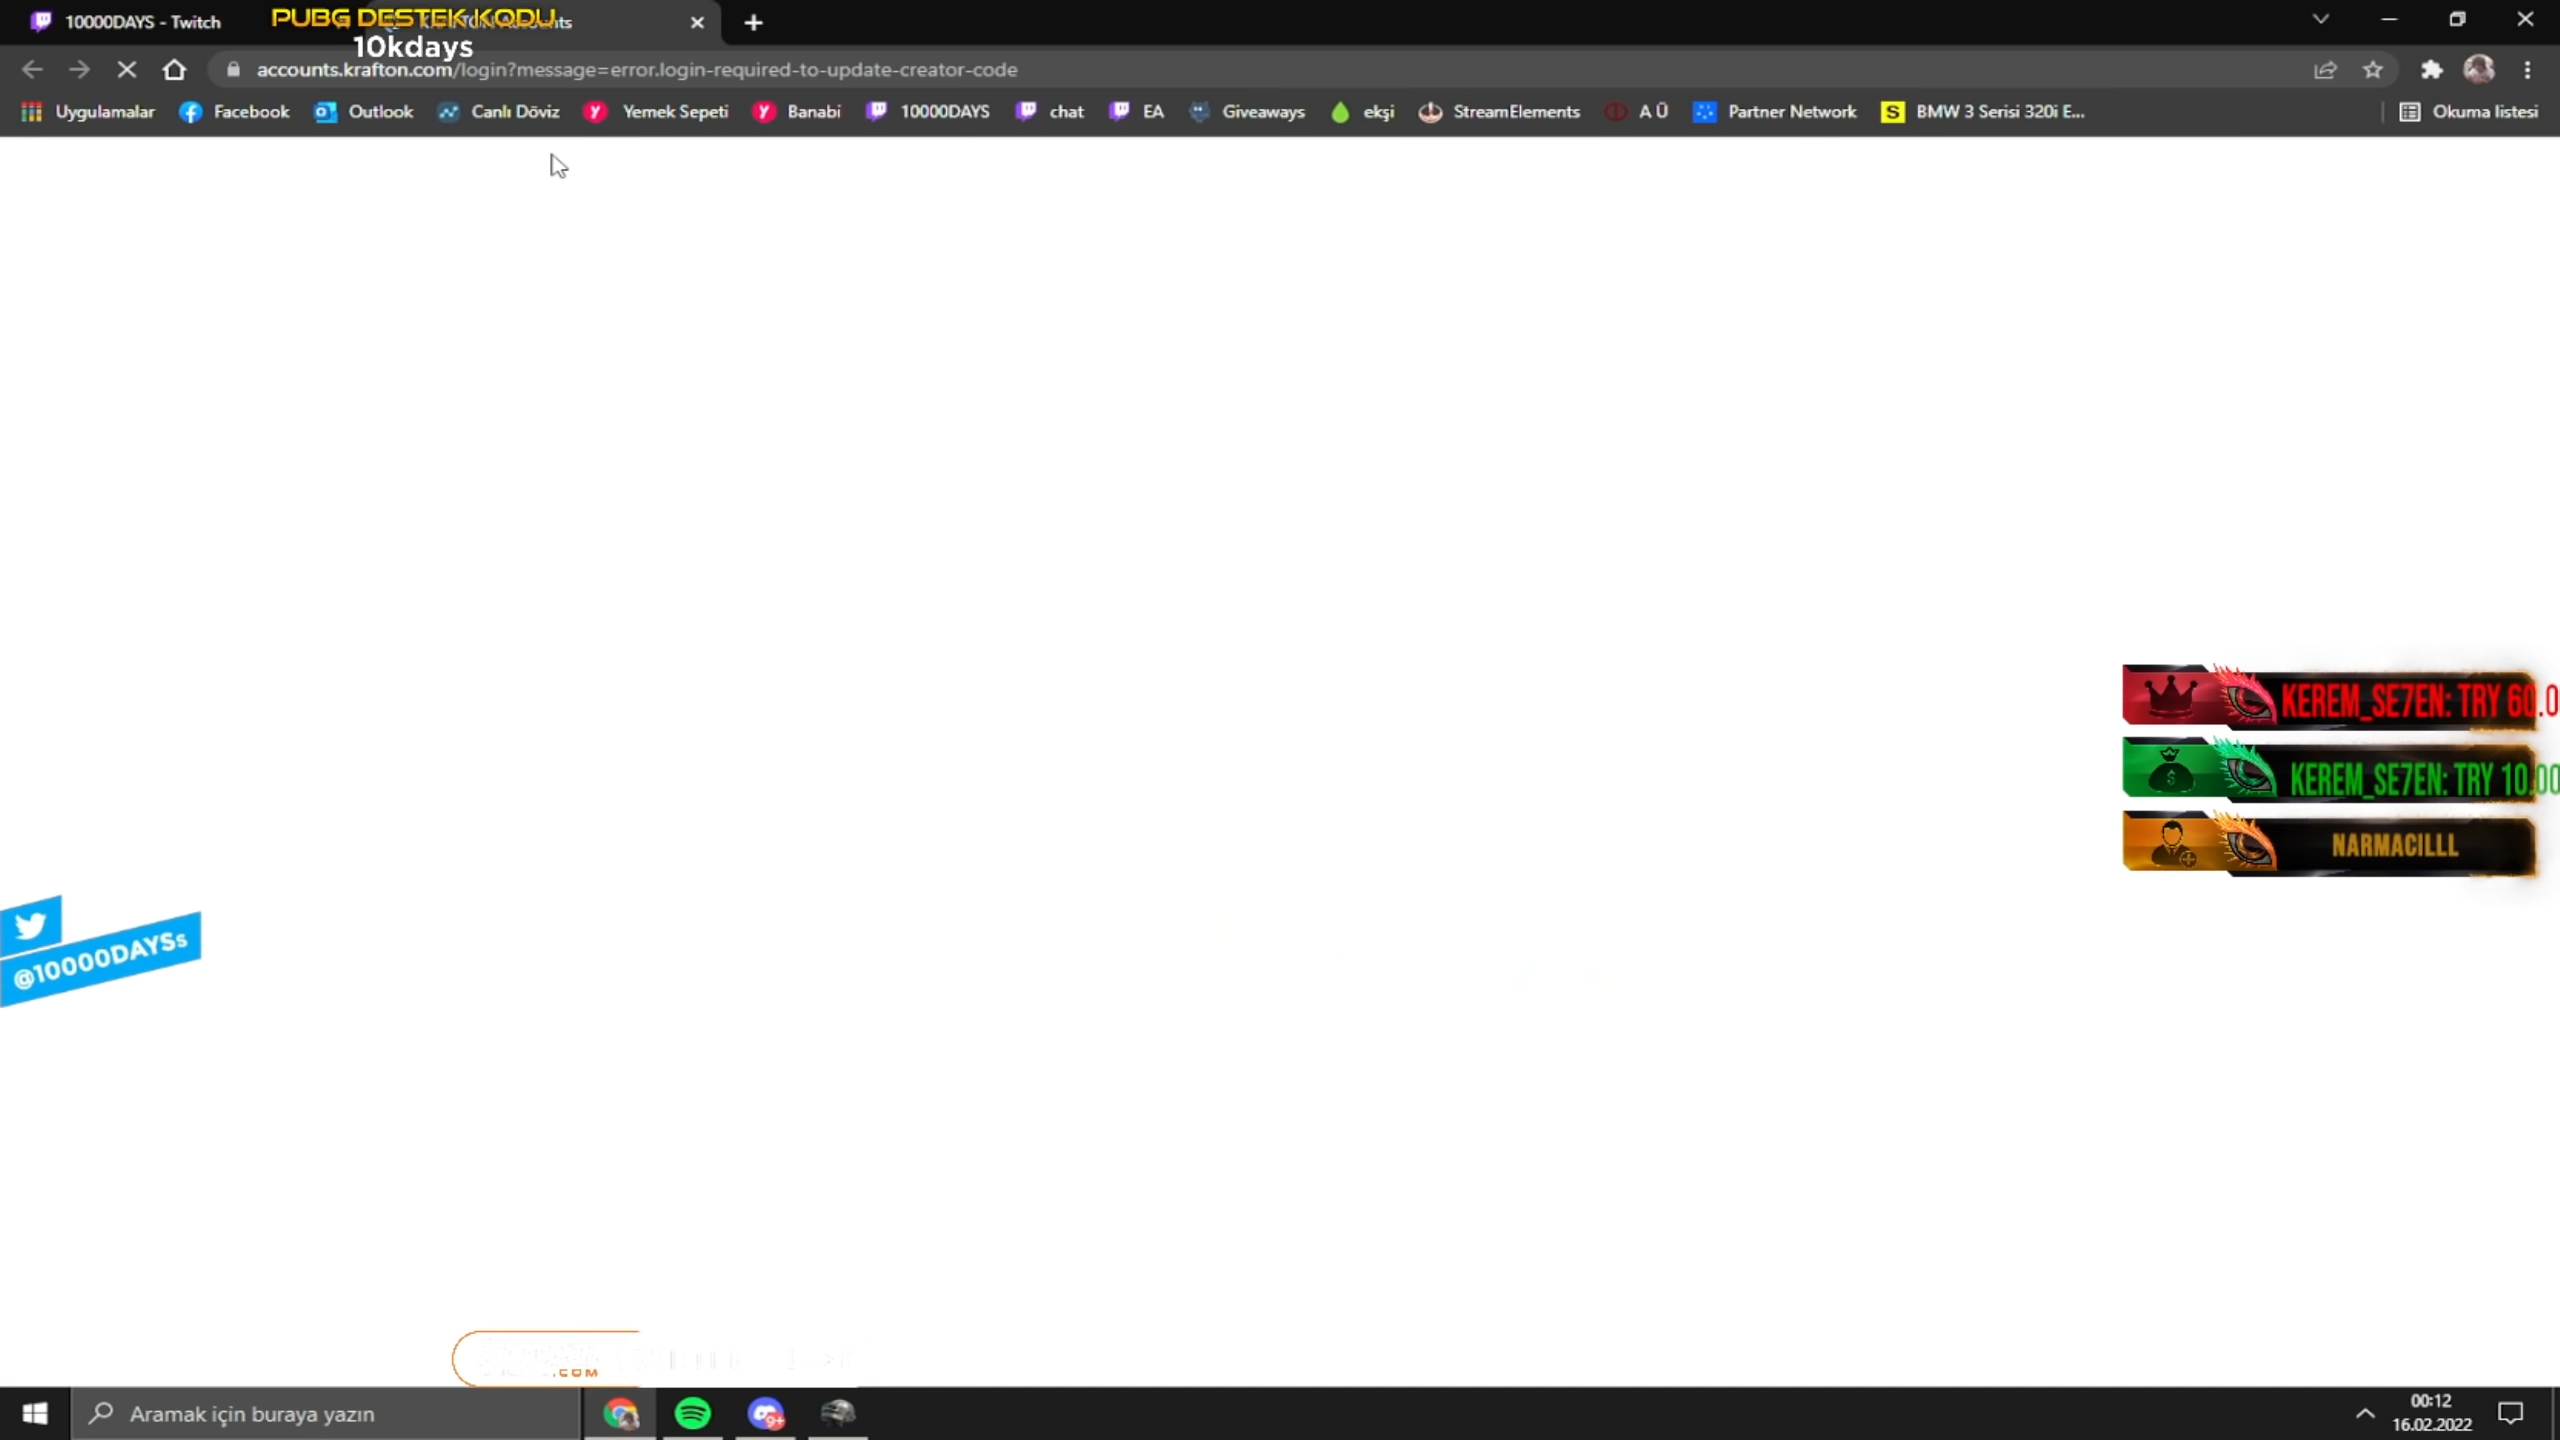 10000DAYS - Twitch
PUBG DESTEK KODU
10kdays
accounts.krafton.com/login?message=error.login-required-to-update-creator-code
Uygulamalar Facebook Outlook Canlı Döviz Yemek Sepeti Banabi 10000DAYS chat EA Giveaways ekşi StreamElements A Ü Partner Network BMW 3 Serisi 320i E... Okuma listesi
KEREM_SE7EN: TRY 60.0
KEREM_SE7EN: TRY 10.00
NARMACILLL
@10000DAYSs
.COM
Aramak için buraya yazın
9+
00:12
16.02.2022